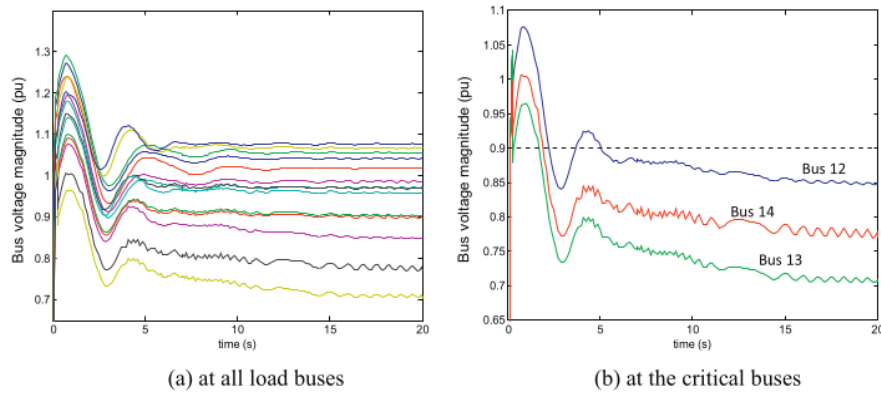 Bus voltage magnitude (pu)
1.3
1.2
1.1
1
0.9
0.8
0.7
0 5 10 15 20
time (s)
(a) at all load buses
Bus voltage magnitude (pu)
1.1
1.05
1
0.95
0.9
0.85
0.8
0.75
0.7
0.65
Bus 12
Bus 14
Bus 13
0 5 10 15 20
time (s)
(b) at the critical buses